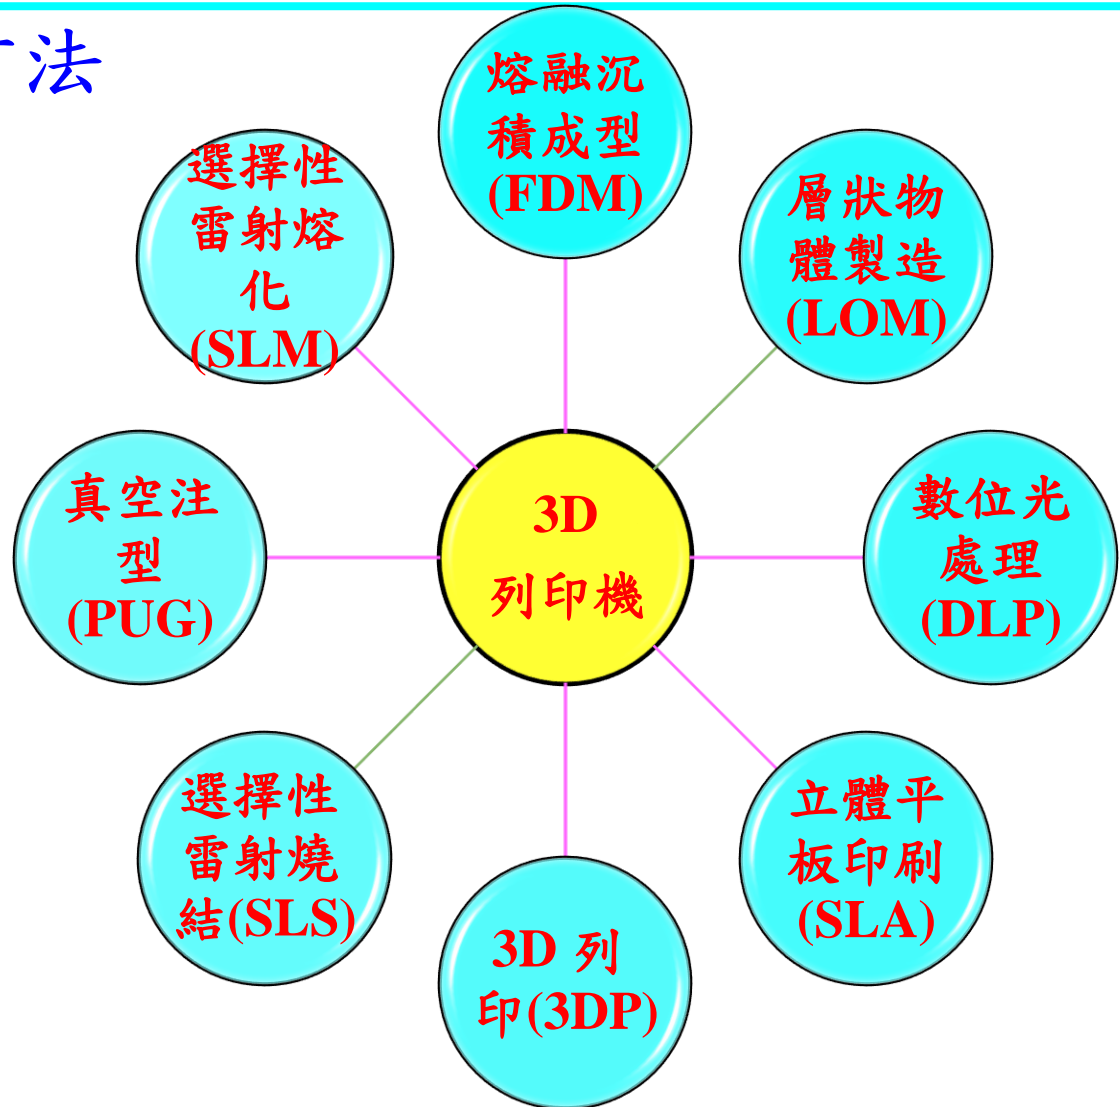 法
熔融沉
積成型
(FDM)
層狀物
體製造
(LOM)
數位光
處理
(DLP)
立體平
板印刷
(SLA)
3D 列
印(3DP)
選擇性
雷射燒
結(SLS)
真空注
型
(PUG)
選擇性
雷射熔
化
(SLM)
3D
列印機